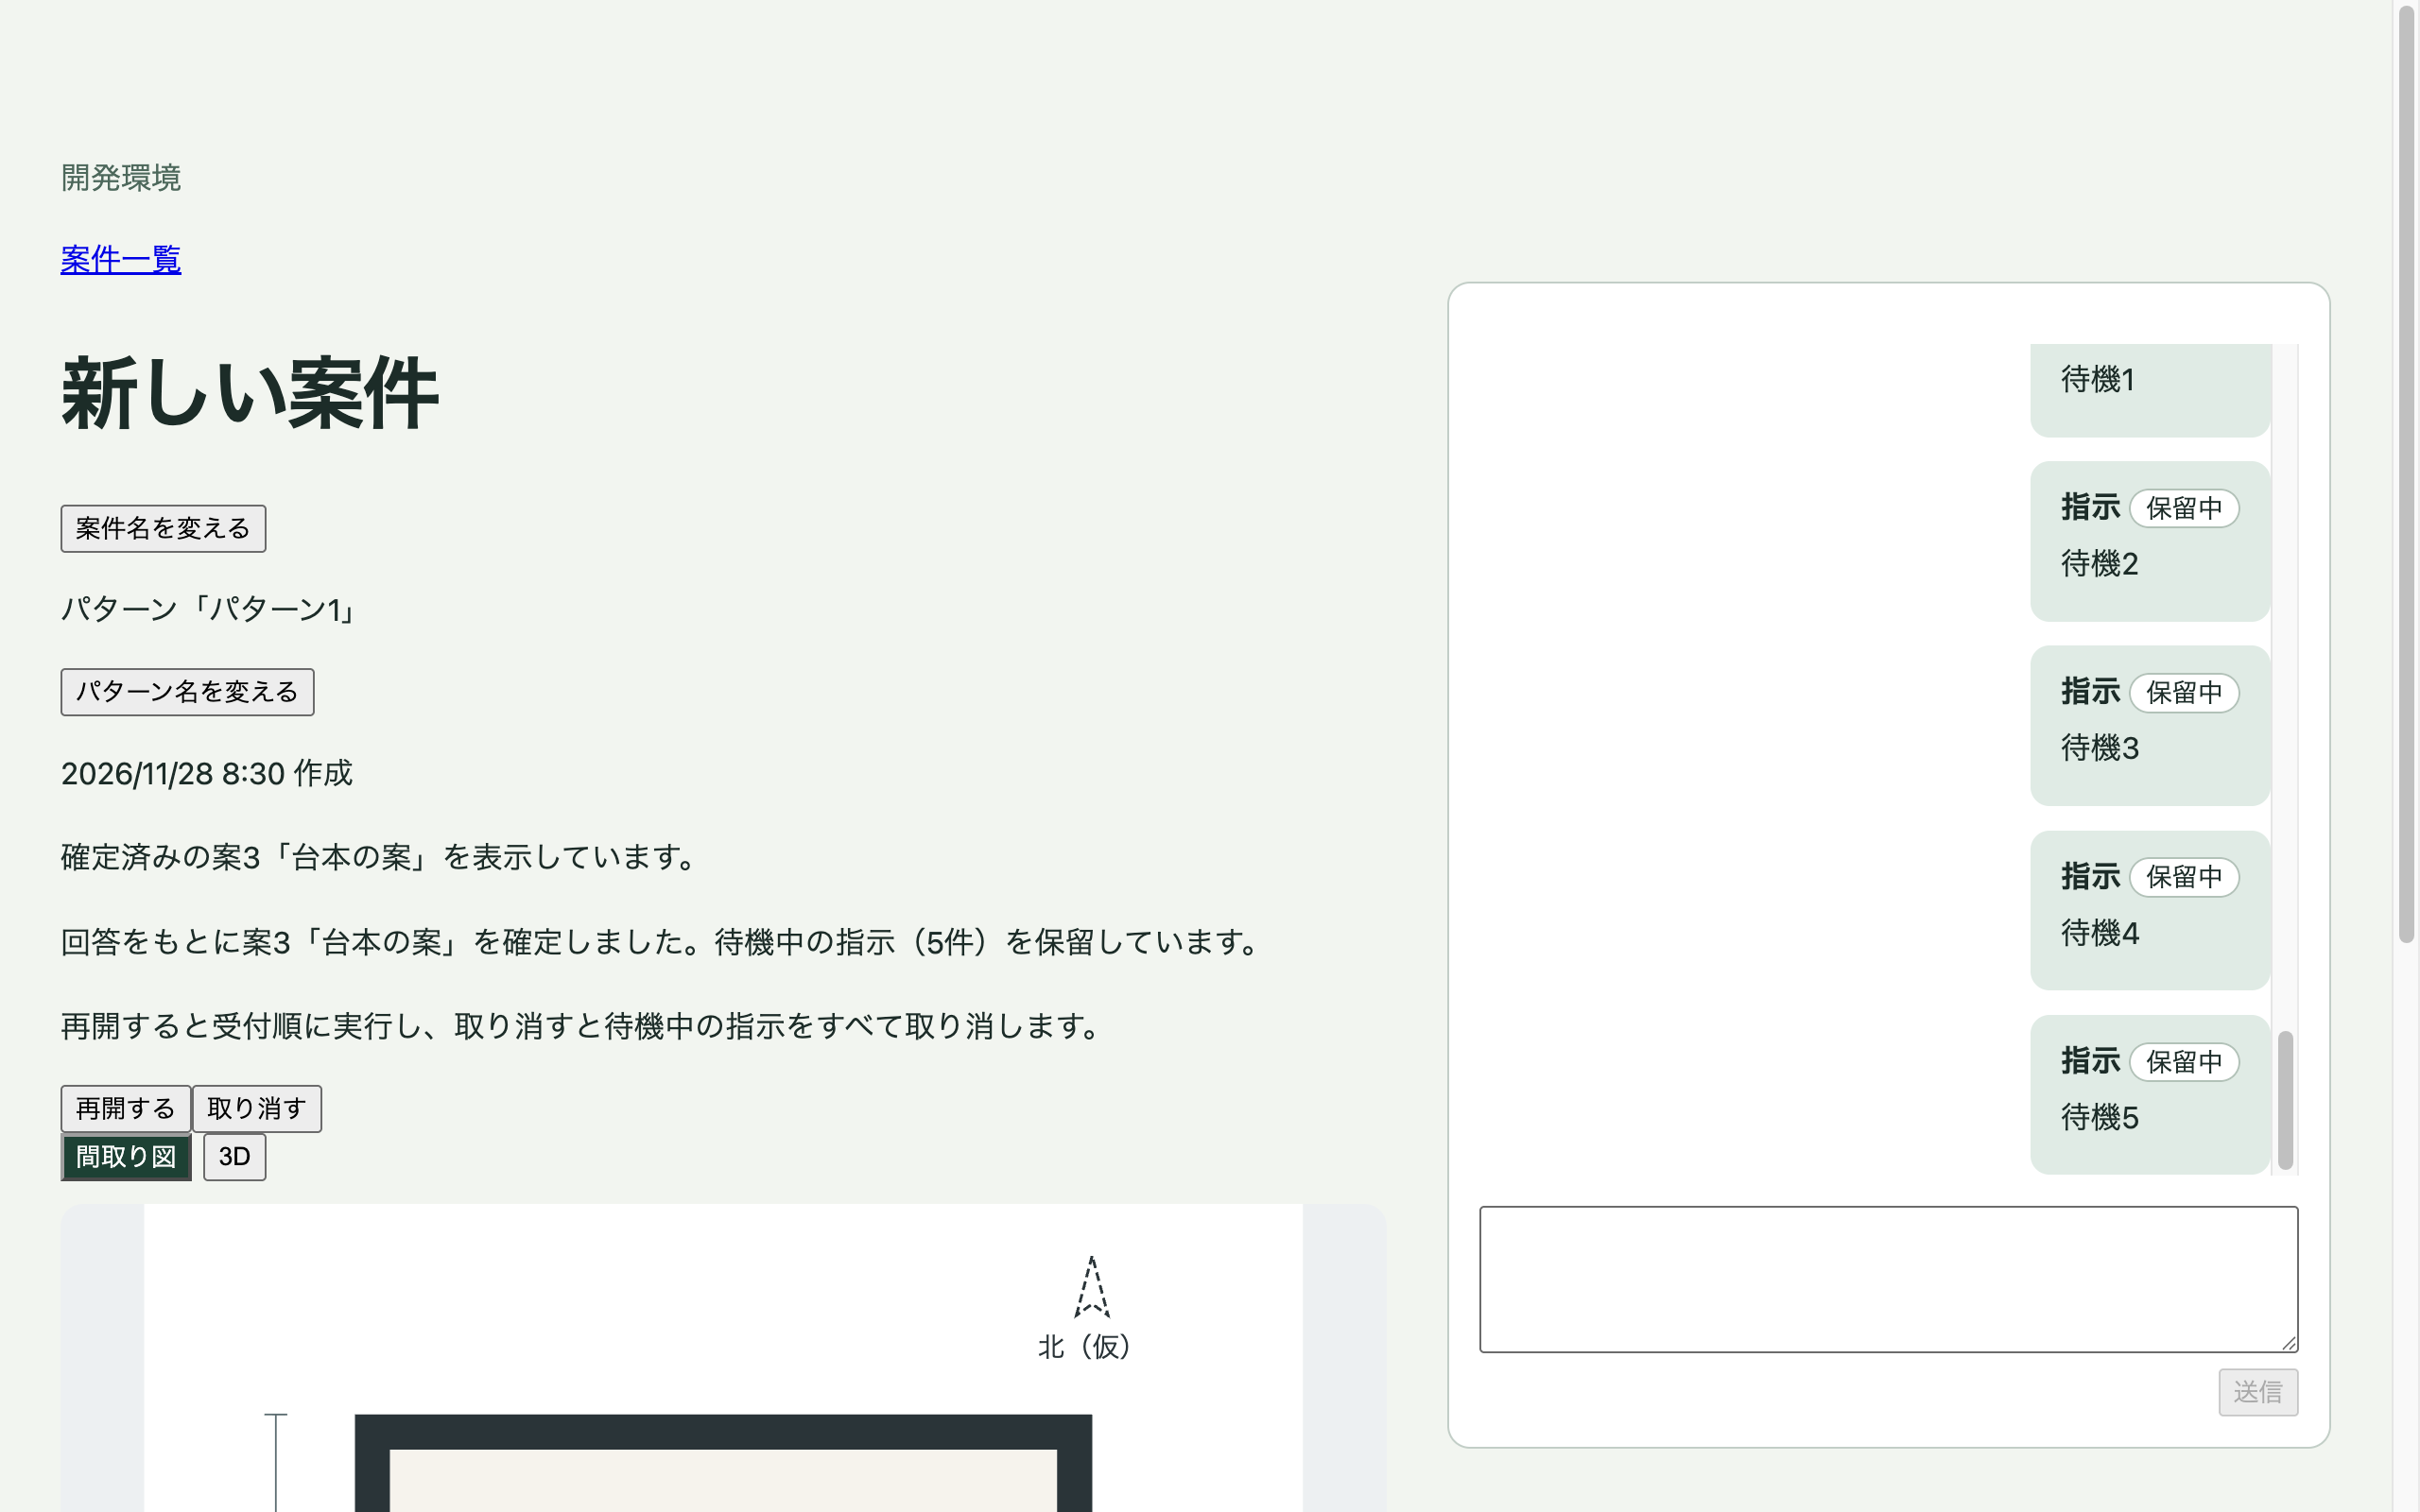 開発環境
案件一覧
新しい案件
案件名を変える
パターン「パターン1」
パターン名を変える
2026/11/28 8:30 作成
確定済みの案3「台本の案」を表示しています。
回答をもとに案3「台本の案」を確定しました。待機中の指示（5件）を保留しています。
再開すると受付順に実行し、取り消すと待機中の指示をすべて取り消します。
再開する 取り消す
間取り図 3D
北（仮）
待機1
指示 保留中
待機2
指示 保留中
待機3
指示 保留中
待機4
指示 保留中
待機5
送信